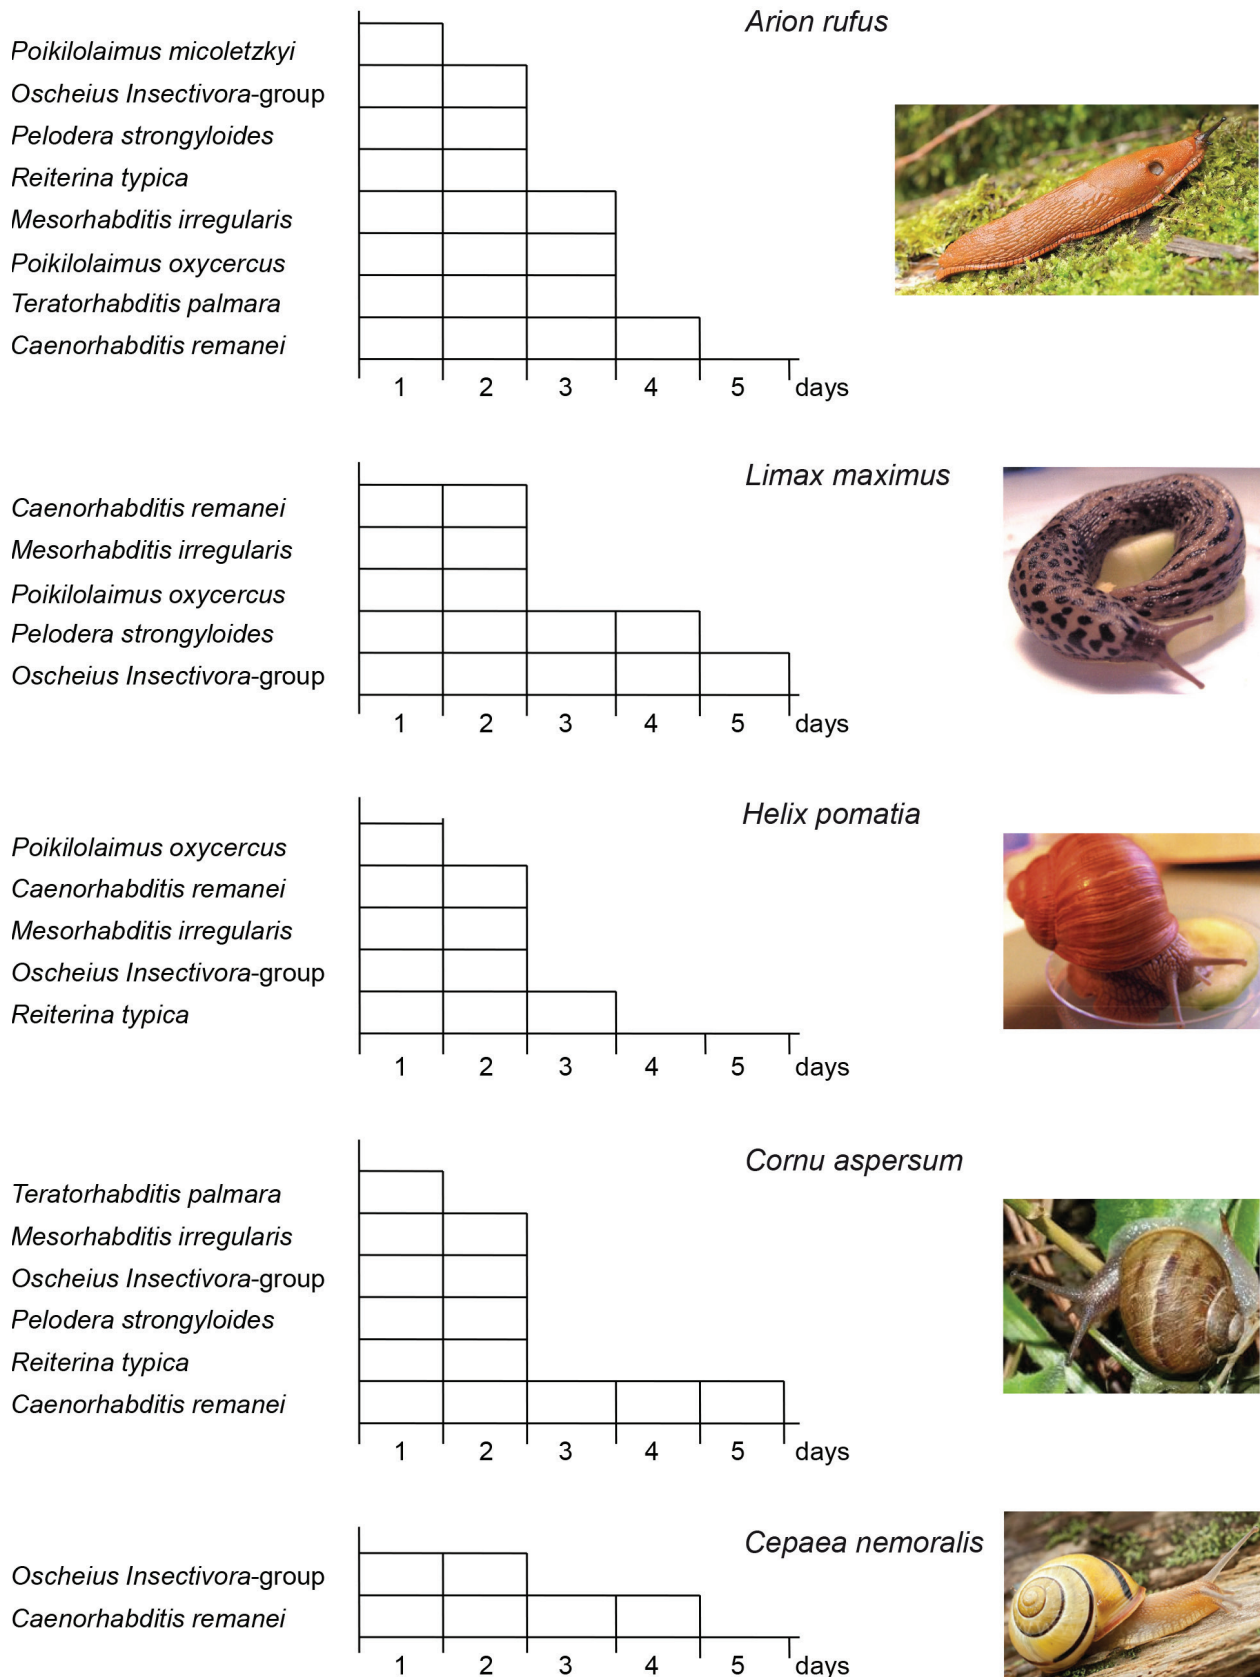 Arion rufus
Poikilolaimus micoletzkyi
Oscheius Insectivora-group
Pelodera strongyloides
Reiterina typica
Mesorhabditis irregularis
Poikilolaimus oxycercus
Teratorhabditis palmara
Caenorhabditis remanei
1 2 3 4 5 days
Limax maximus
Caenorhabditis remanei
Mesorhabditis irregularis
Poikilolaimus oxycercus
Pelodera strongyloides
Oscheius Insectivora-group
1 2 3 4 5 days
Helix pomatia
Poikilolaimus oxycercus
Caenorhabditis remanei
Mesorhabditis irregularis
Oscheius Insectivora-group
Reiterina typica
1 2 3 4 5 days
Cornu aspersum
Teratorhabditis palmara
Mesorhabditis irregularis
Oscheius Insectivora-group
Pelodera strongyloides
Reiterina typica
Caenorhabditis remanei
1 2 3 4 5 days
Cepaea nemoralis
Oscheius Insectivora-group
Caenorhabditis remanei
1 2 3 4 5 days